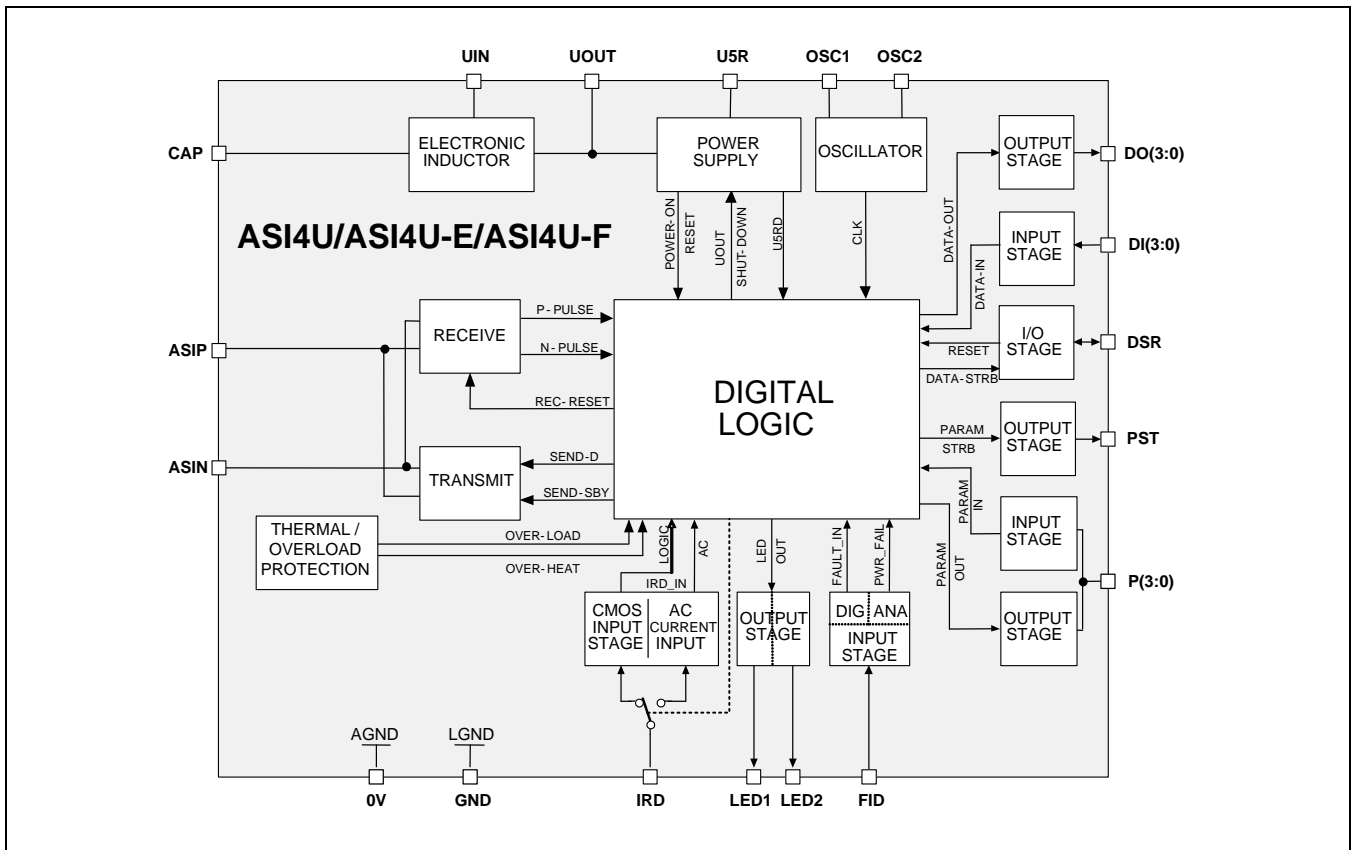 UIN UOUT U5R OSC1 OSC2
CAP
ELECTRONIC
INDUCTOR
POWER
SUPPLY
OSCILLATOR
OUTPUT
STAGE
DO(3:0)
ASI4U/ASI4U-E/ASI4U-F
POWER-ON
RESET
UOUT
SHUT-DOWN
U5RD
CLK
DATA-OUT
DATA-IN
INPUT
STAGE
DI(3:0)
ASIP
RECEIVE
P-PULSE
N-PULSE
REC-RESET
DIGITAL
LOGIC
RESET
DATA-STRB
I/O
STAGE
DSR
ASIN
TRANSMIT
SEND-D
SEND-SBY
PARAM
STRB
OUTPUT
STAGE
PST
PARAM
IN
INPUT
STAGE
PARAM
OUT
OUTPUT
STAGE
P(3:0)
THERMAL /
OVERLOAD
PROTECTION
OVER-LOAD
OVER-HEAT
LOGIC
IRD_IN
AC
LED
OUT
FAULT_IN
PWR_FAIL
CMOS
INPUT
STAGE
AC
CURRENT
INPUT
OUTPUT
STAGE
DIG ANA
INPUT
STAGE
AGND LGND
0V GND IRD LED1 LED2 FID